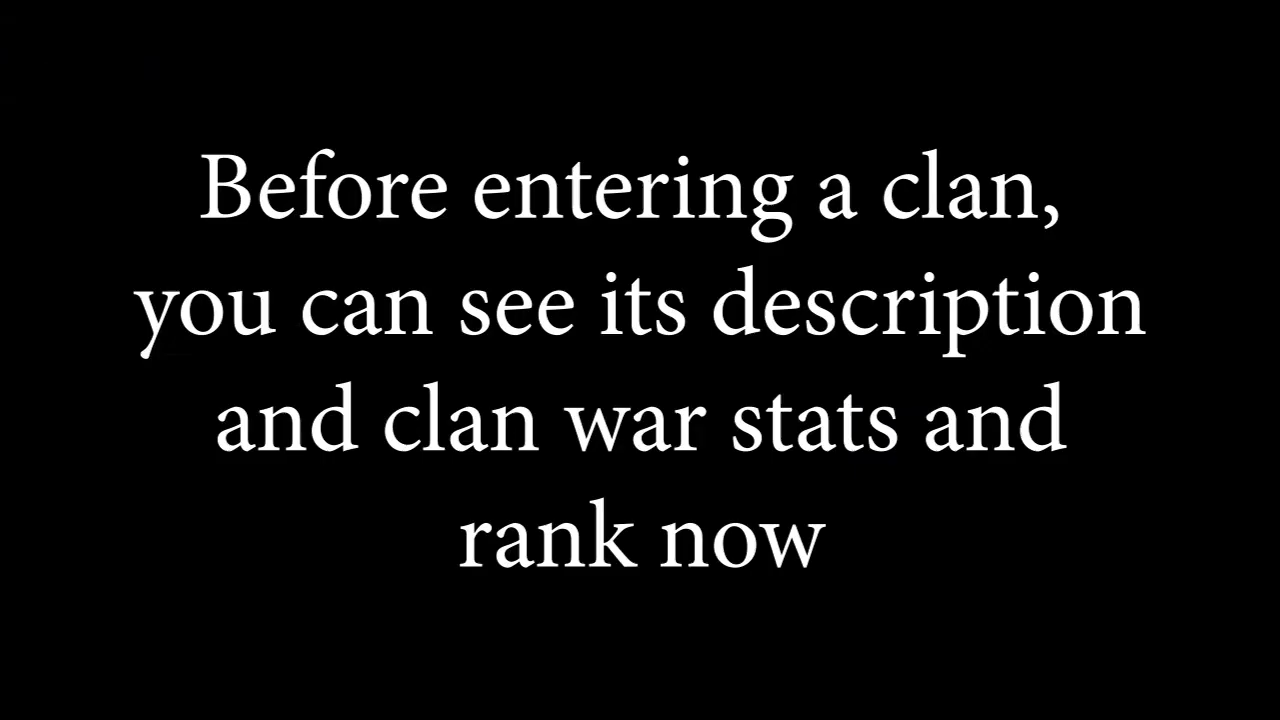 Before entering a clan,
you can see its description
and clan war stats and
rank now